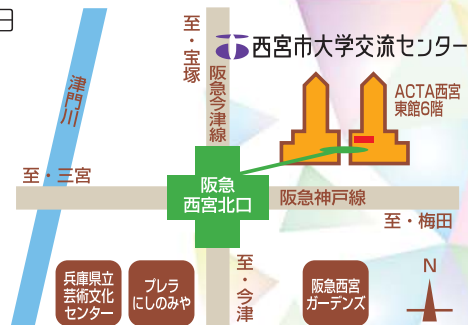 至・宝塚
西宮市大学交流センター
津門川
阪急今津線
ACTA西宮
東館6階
至・三宮
阪急
西宮北口
阪急神戸線
至・梅田
兵庫県立
芸術文化
センター
プレラ
にしのみや
至・今津
阪急西宮
ガーデンズ
N